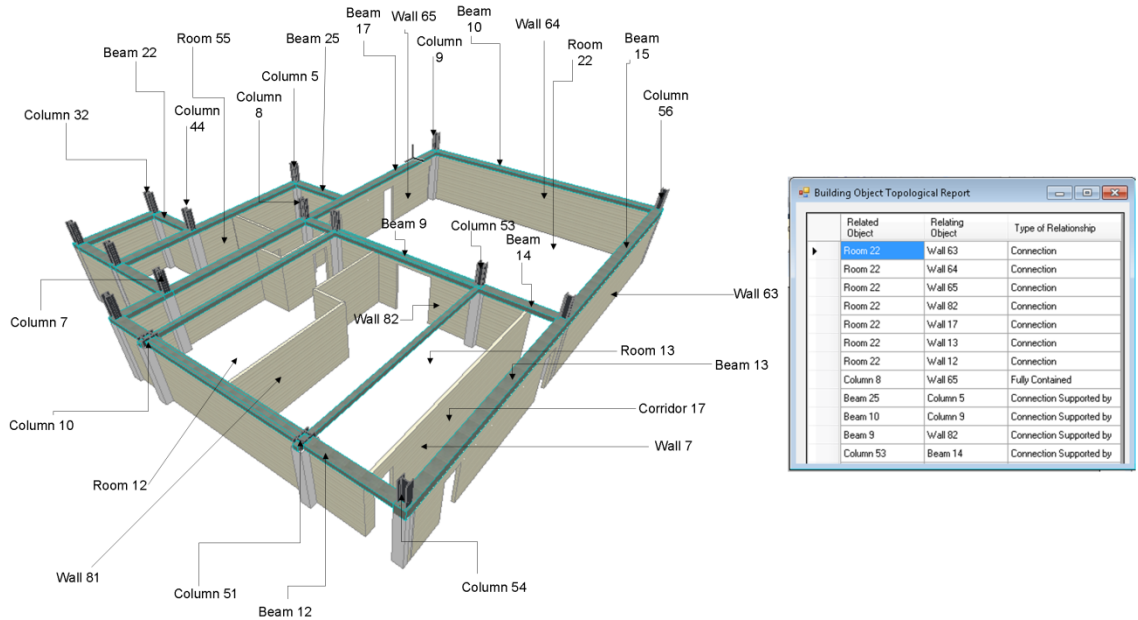 Beam
17
Wall 65
Beam
10
Wall 64
Room 55
Beam 25
Column
9
Room
22
Beam
15
Beam 22
Column 5
Column
8
Column
44
Column 32
Column
56
Beam 9
Column 53
Beam
14
Wall 63
Column 7
Wall 82
Room 13
Beam 13
Corridor 17
Column 10
Wall 7
Room 12
Wall 81
Column 51
Column 54
Beam 12
Building Object Topological Report
Related
Object
Relating
Object
Type of Relationship
Room 22 Wall 63 Connection
Room 22 Wall 64 Connection
Room 22 Wall 65 Connection
Room 22 Wall 82 Connection
Room 22 Wall 17 Connection
Room 22 Wall 13 Connection
Room 22 Wall 12 Connection
Column 8 Wall 65 Fully Contained
Beam 25 Column 5 Connection Supported by
Beam 10 Column 9 Connection Supported by
Beam 9 Wall 82 Connection Supported by
Column 53 Beam 14 Connection Supported by